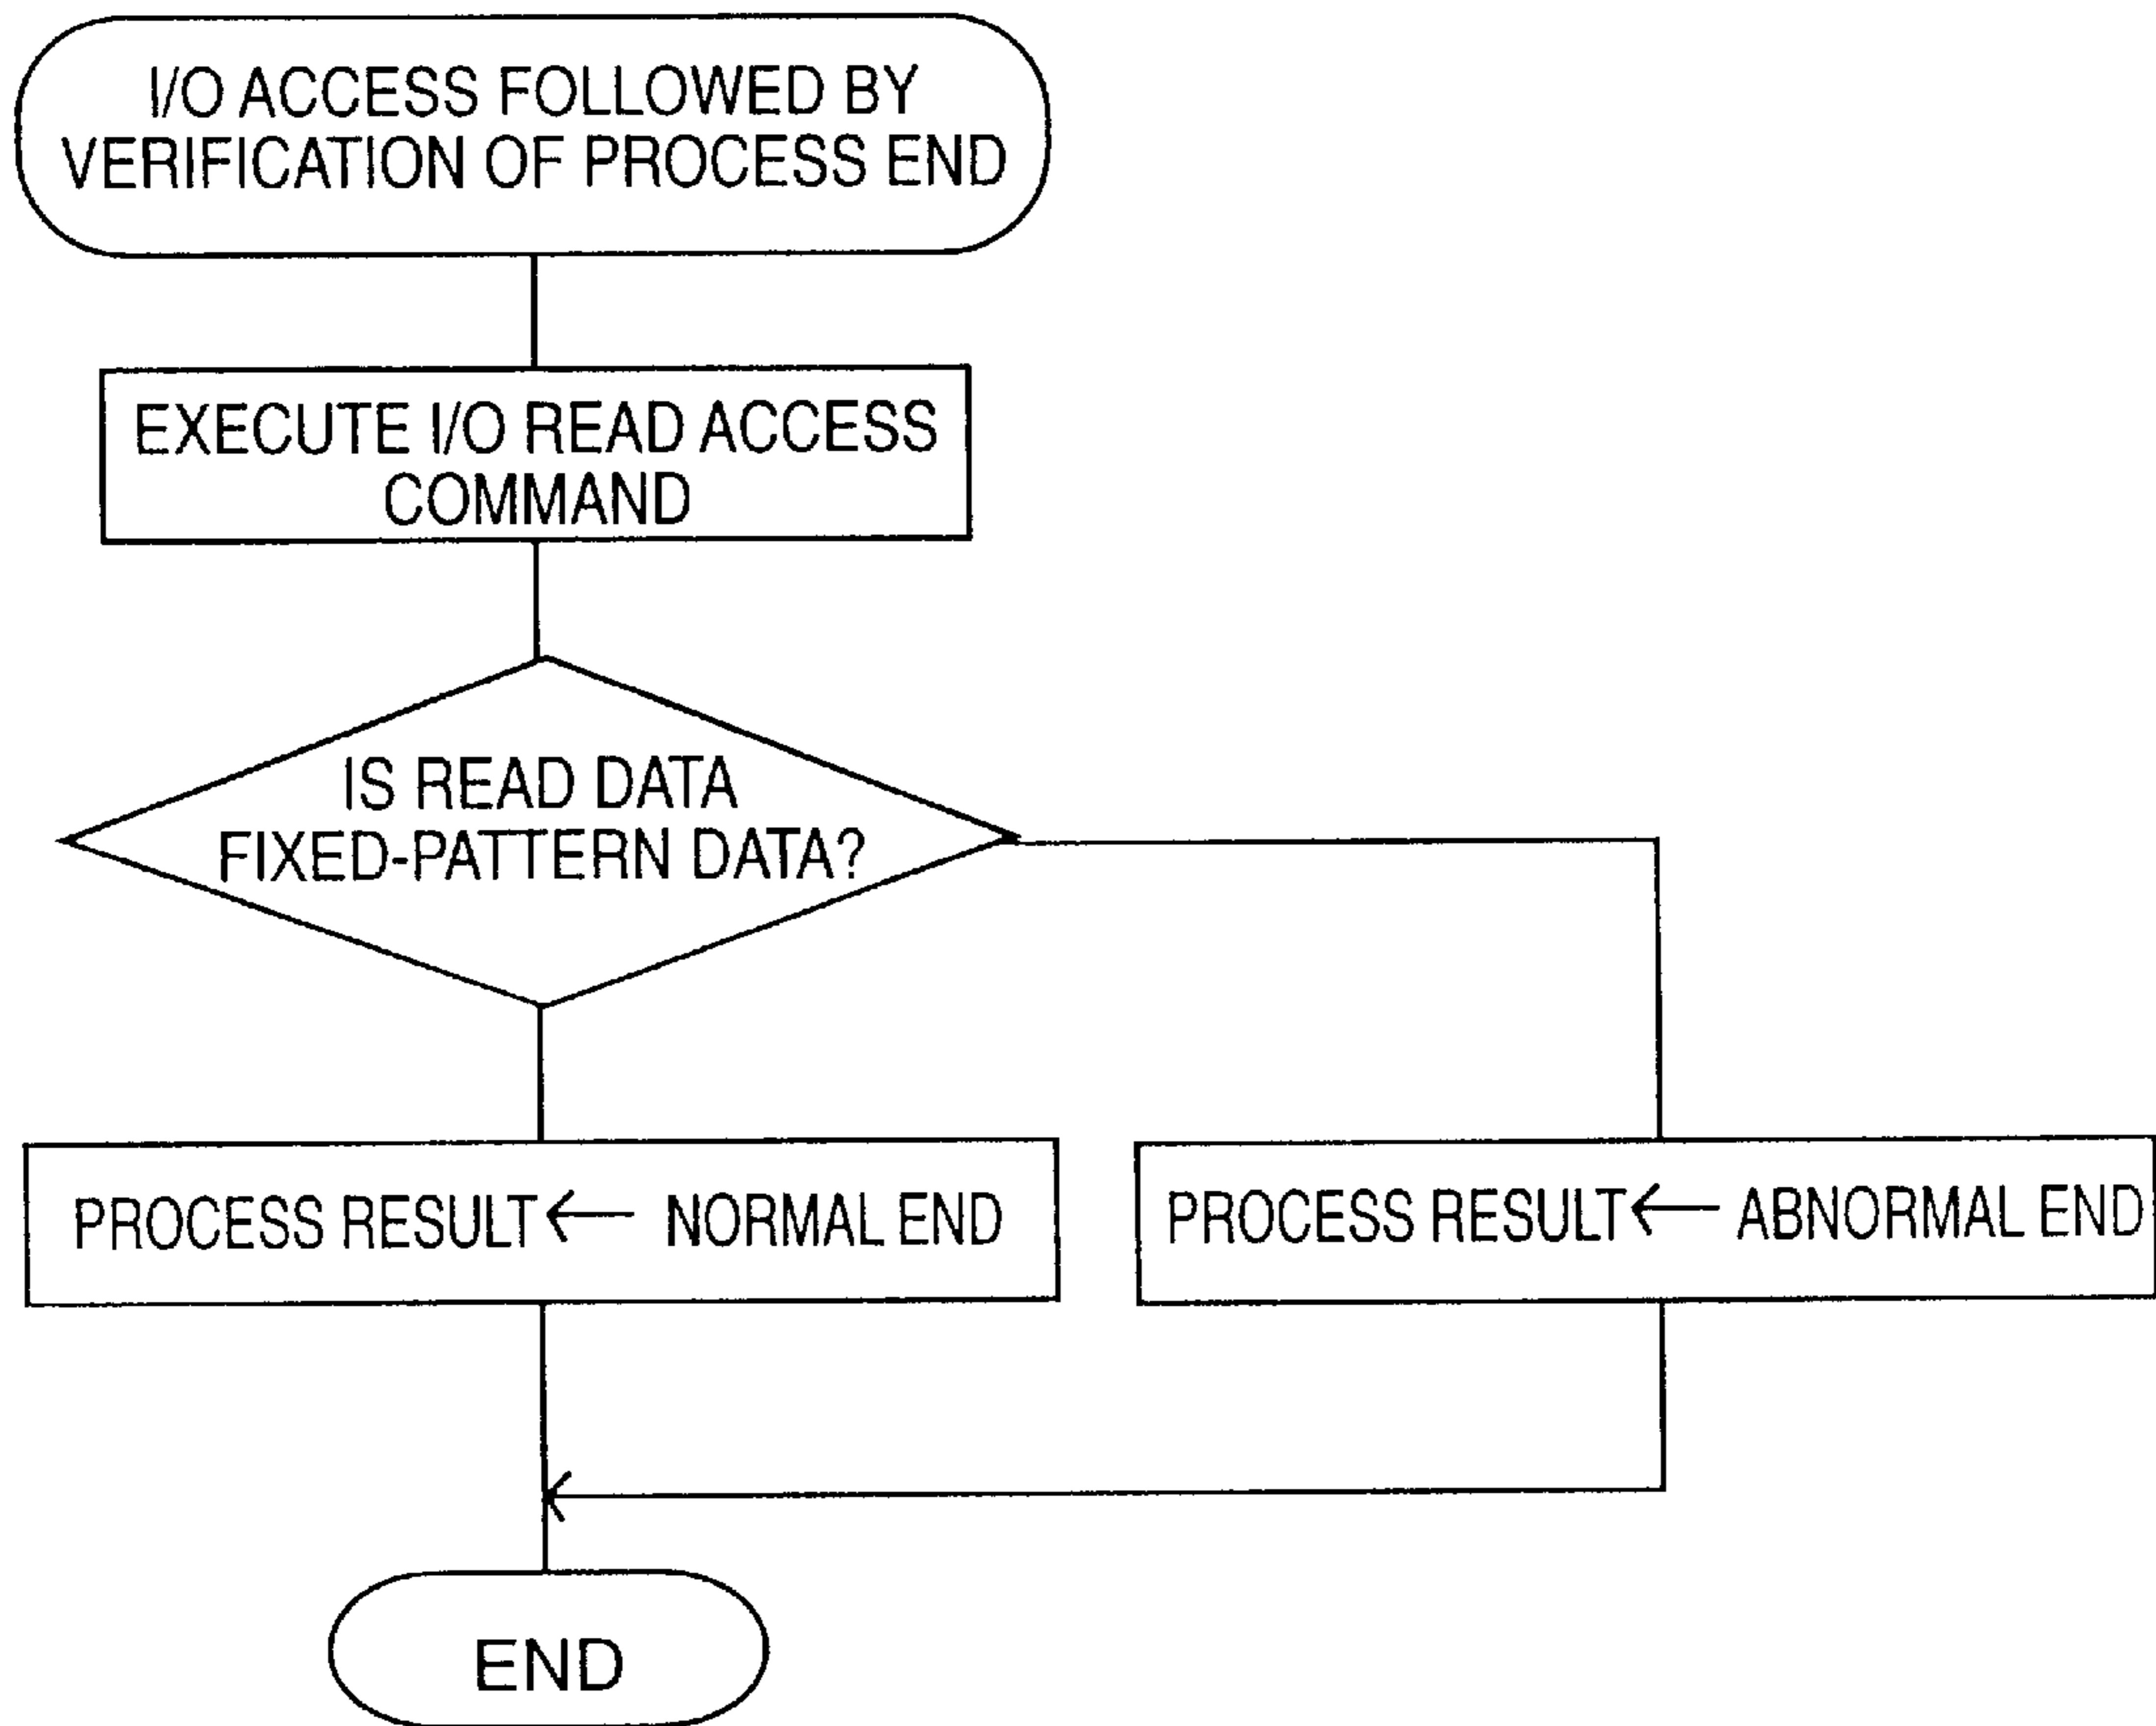 I/O ACCESS FOLLOWED BY
VERIFICATION OF PROCESS END
EXECUTE I/O READ ACCESS
COMMAND
IS READ DATA
FIXED-PATTERN DATA?
PROCESS RESULT ← NORMAL END
PROCESS RESULT ← ABNORMAL END
END